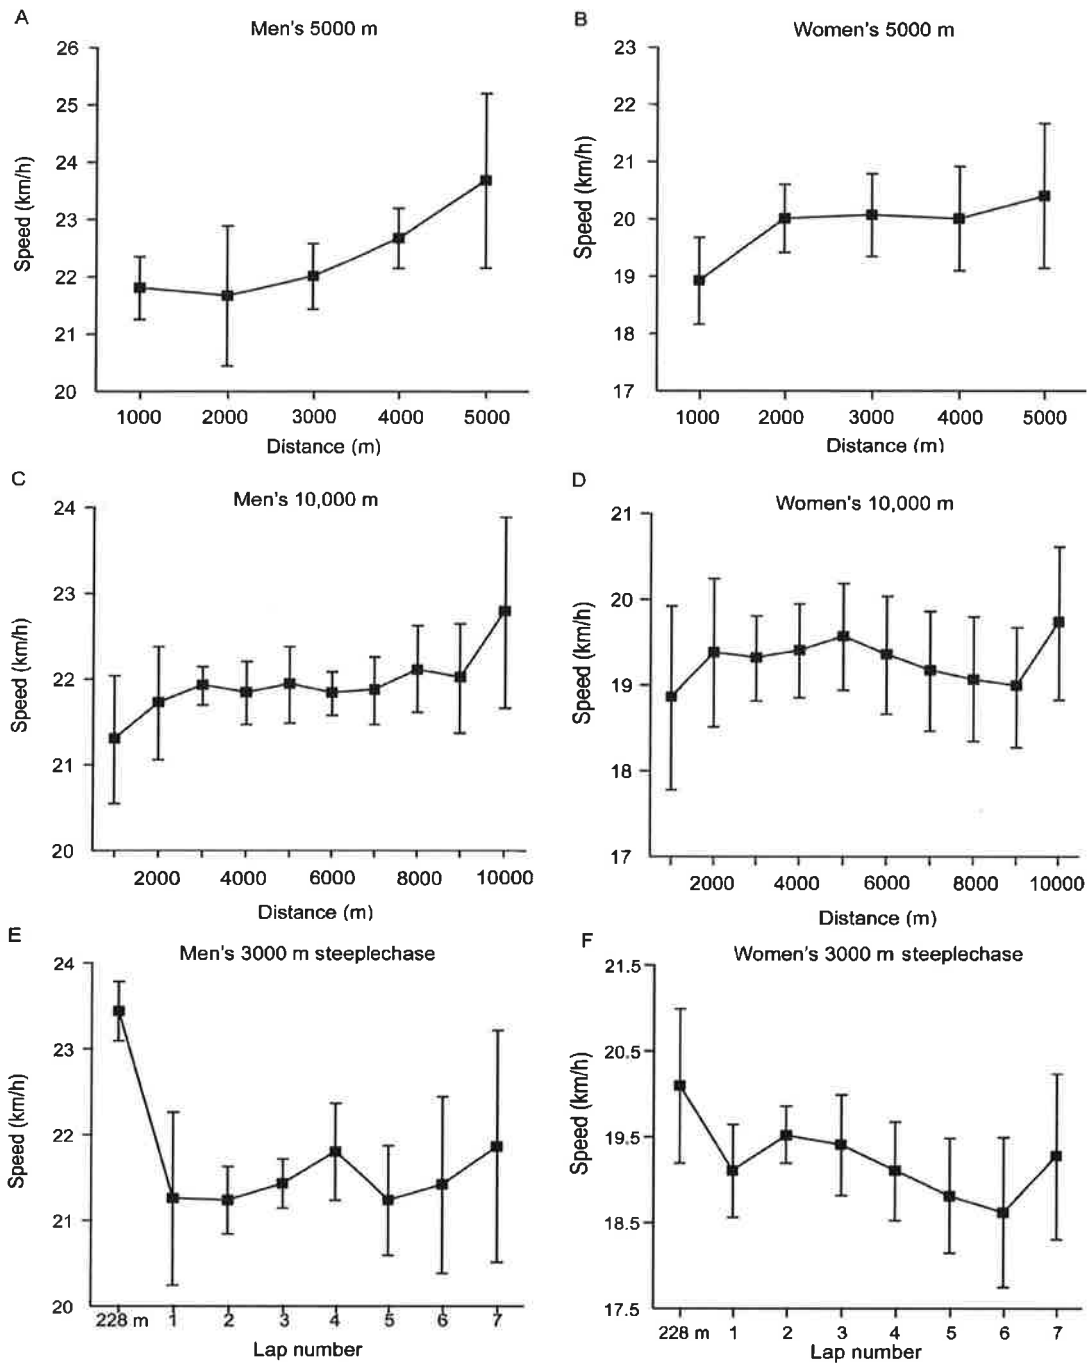 A
Men's 5000 m
26
25
24
23
22
21
20
Speed (km/h)
1000 2000 3000 4000 5000
Distance (m)
B
Women's 5000 m
23
22
21
20
19
18
17
Speed (km/h)
1000 2000 3000 4000 5000
Distance (m)
C
Men's 10,000 m
24
23
22
21
20
Speed (km/h)
2000 4000 6000 8000 10000
Distance (m)
D
Women's 10,000 m
21
20
19
18
17
Speed (km/h)
2000 4000 6000 8000 10000
Distance (m)
E
Men's 3000 m steeplechase
24
23
22
21
20
Speed (km/h)
228 m 1 2 3 4 5 6 7
Lap number
F
Women's 3000 m steeplechase
21.5
20.5
19.5
18.5
17.5
Speed (km/h)
228 m 1 2 3 4 5 6 7
Lap number